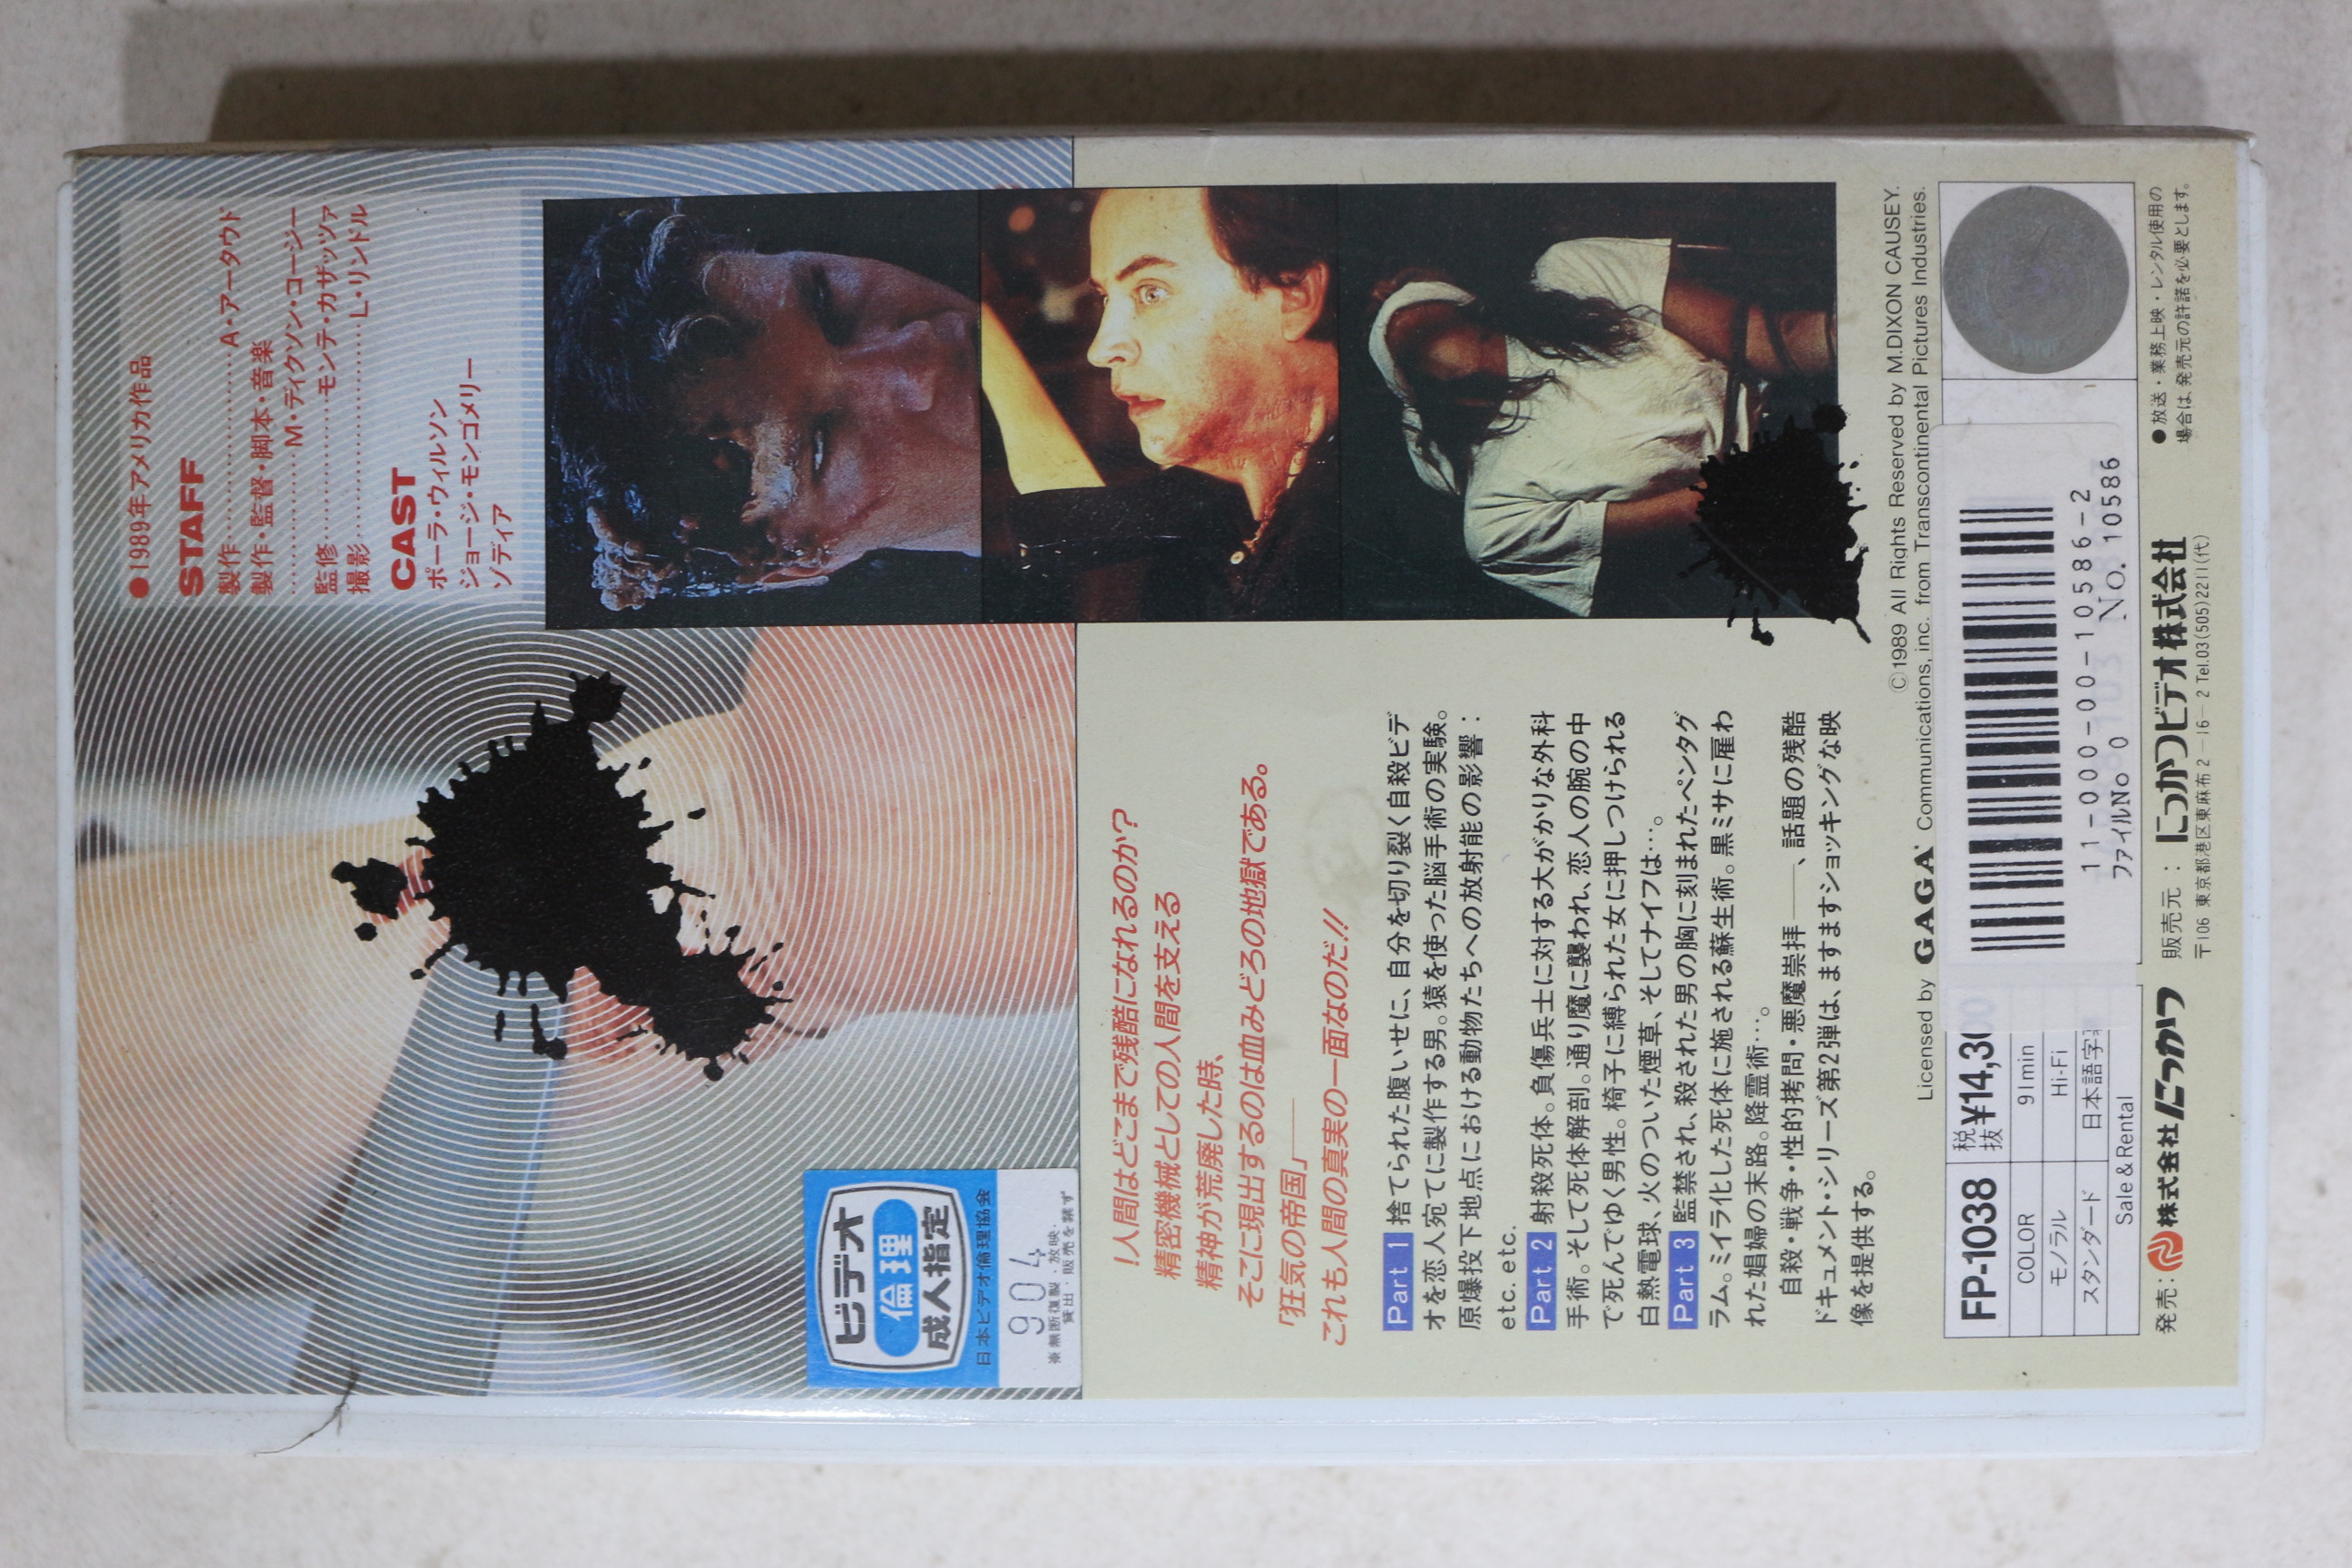 ●1989年アメリカ作品
STAFF
製作……………A・アータウド
製作・監督・脚本・音楽
……………M・ディクソン・コージー
監修……………モンテ・カザッツァ
撮影……………L・リンドル
CAST
ポーラ・ウィルソン
ジョージ・モンゴメリー
ゾディア
ビデオ
倫理
成人指定
日本ビデオ倫理協会
904
※無断複製・放映・
貸出・販売を禁ず
!人間はどこまで残酷になれるのか?
精密機械としての人間を支える
精神が荒廃した時、
そこに現出するのは血みどろの地獄である。
「狂気の帝国」——
これも人間の真実の一面なのだ!!
Part 1 捨てられた腹いせに、自分を切り裂く自殺ビデ
オを恋人宛てに製作する男。猿を使った脳手術の実験。
原爆投下地点における動物たちへの放射能の影響:
etc. etc.
Part 2 射殺死体。負傷兵士に対する大がかりな外科
手術。そして死体解剖。通り魔に襲われ、恋人の腕の中
で死んでゆく男性。椅子に縛られた女に押しつけられる
白熱電球、火のついた煙草、そしてナイフは…。
Part 3 監禁され、殺された男の胸に刻まれたペンタグ
ラム。ミイラ化した死体に施される蘇生術。黒ミサに雇わ
れた娼婦の末路。降霊術…。
自殺・戦争・性的拷問・悪魔崇拝——、話題の残酷
ドキュメント・シリーズ第2弾は、ますますショッキングな映
像を提供する。
©1989 All Rights Reserved by M.DIXON CAUSEY.
Licensed by GAGA Communications, inc. from Transcontinental Pictures Industries.
FP-1038 税抜¥14,30
COLOR 91min
モノラル Hi-Fi
スタンダード 日本語字
Sale&Rental
11-000-00-10586-2
ファイルNo 0 No. 10586
●放送・業務上映・レンタル使用の
場合は、発売元の許諾を必要とします。
発売: 株式会社にっかつ 販売元: にっかつビデオ株式会社
〒106 東京都港区東麻布2-16-2 Tel.03(505)2211(代)